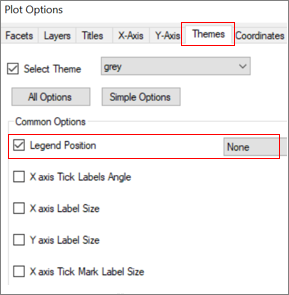 Plot Options
Facets Layers Titles X-Axis Y-Axis Themes Coordinates
Select Theme grey
All Options Simple Options
Common Options
Legend Position None
X axis Tick Labels Angle
X axis Label Size
Y axis Label Size
X axis Tick Mark Label Size